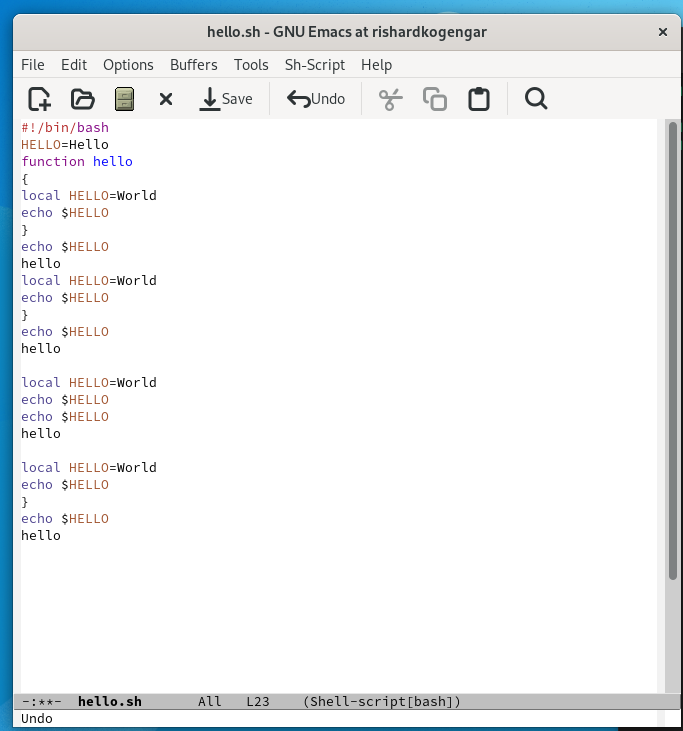 hello.sh - GNU Emacs at rishardkogengar
File Edit Options Buffers Tools Sh-Script Help
Save Undo
#!/bin/bash
HELLO=Hello
function hello
{
local HELLO=World
echo $HELLO
}
echo $HELLO
hello
local HELLO=World
echo $HELLO
}
echo $HELLO
hello
local HELLO=World
echo $HELLO
echo $HELLO
hello
local HELLO=World
echo $HELLO
}
echo $HELLO
hello
-:**- hello.sh All L23 (Shell-script[bash])
Undo